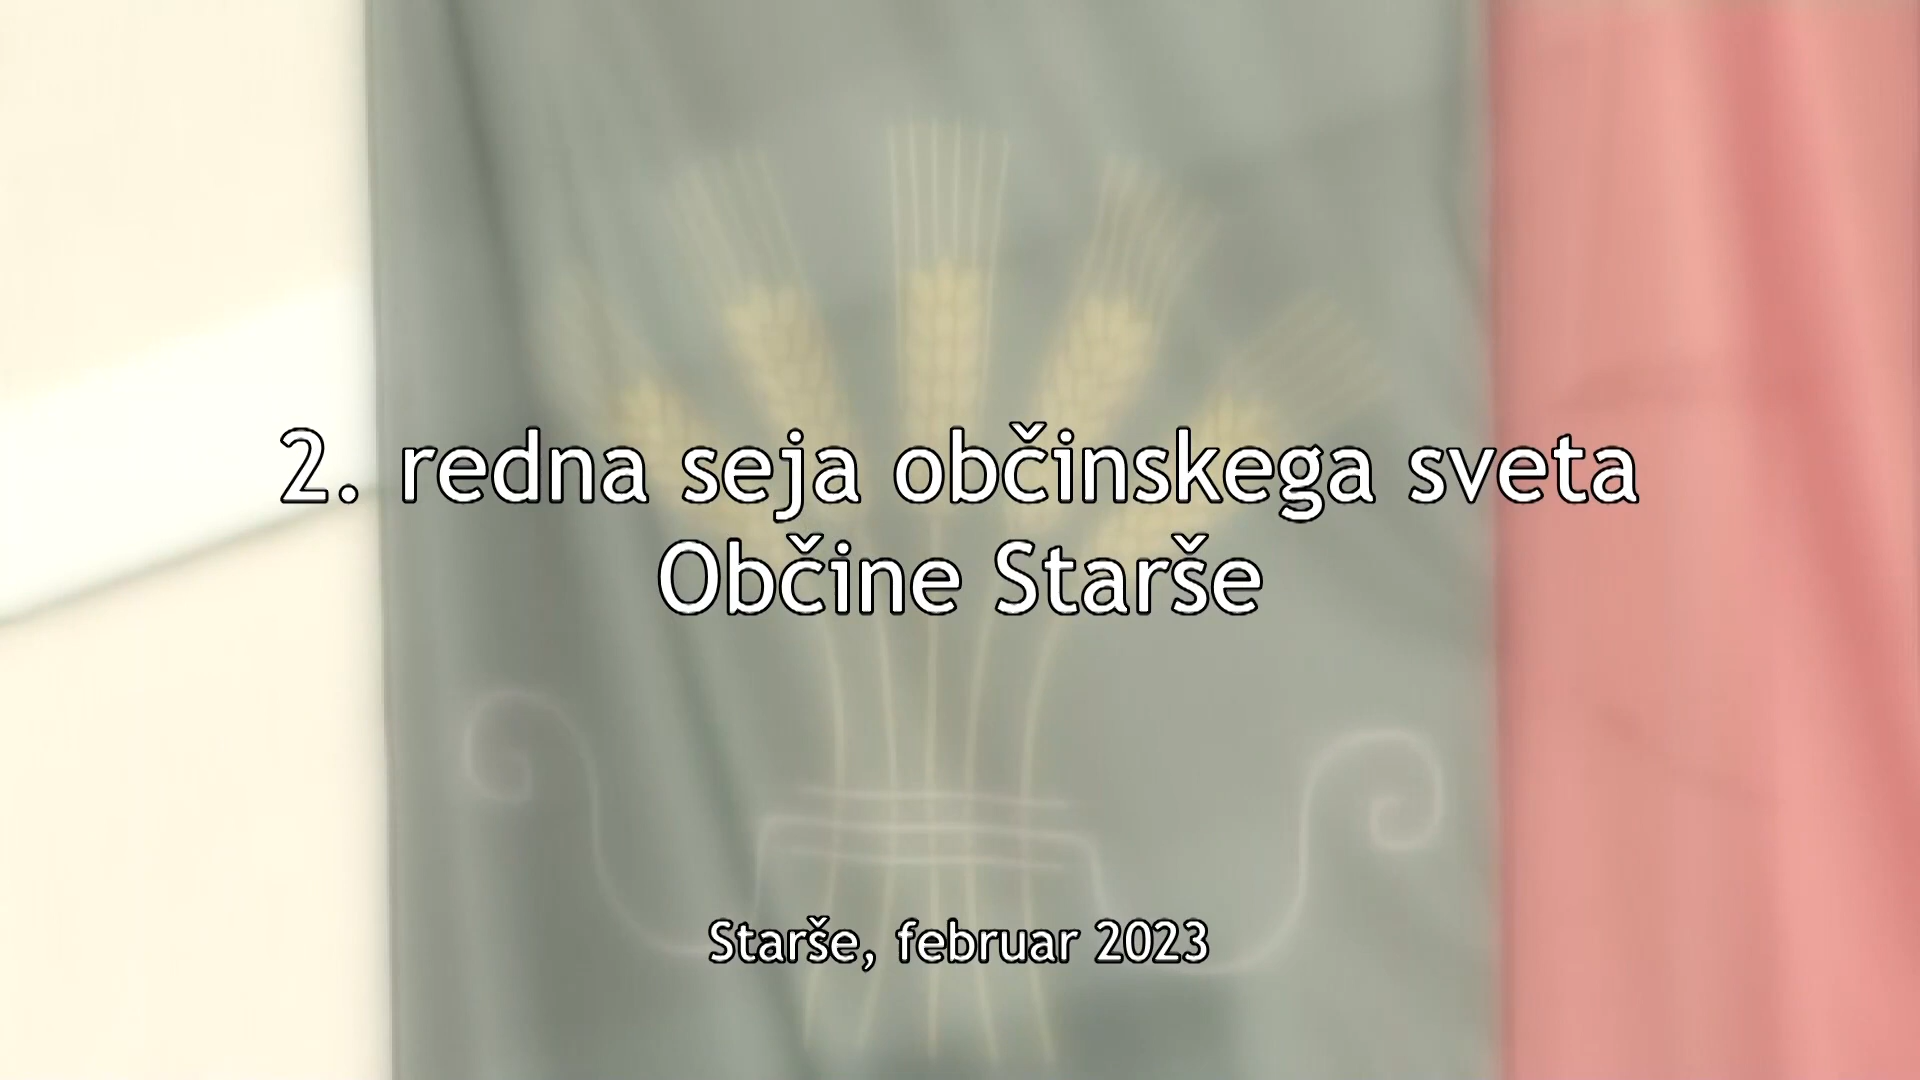 2. redna seja občinskega sveta
Občine Starše
Starše, februar 2023